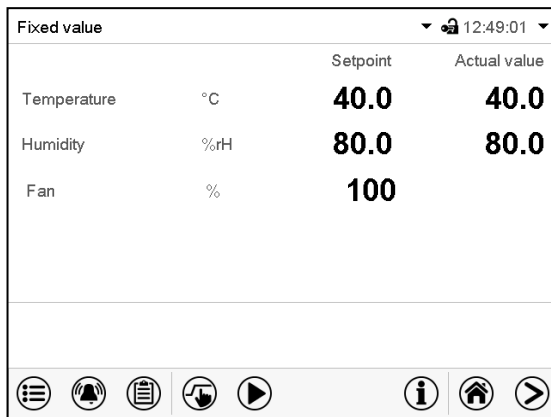 Fixed value 12:49:01
Setpoint Actual value
Temperature °C 40.0 40.0
Humidity %rH 80.0 80.0
Fan % 100